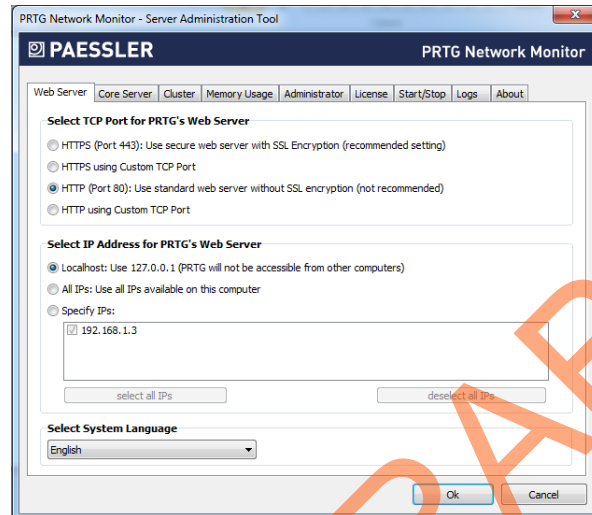 PRTG Network Monitor - Server Administration Tool
PAESSLER
PRTG Network Monitor
Web Server Core Server Cluster Memory Usage Administrator License Start/Stop Logs About
Select TCP Port for PRTG's Web Server
HTTPS (Port 443): Use secure web server with SSL Encryption (recommended setting)
HTTPS using Custom TCP Port
HTTP (Port 80): Use standard web server without SSL encryption (not recommended)
HTTP using Custom TCP Port
Select IP Address for PRTG's Web Server
Localhost: Use 127.0.0.1 (PRTG will not be accessible from other computers)
All IPs: Use all IPs available on this computer
Specify IPs:
192.168.1.3
select all IPs deselect all IPs
Select System Language
English
Ok Cancel